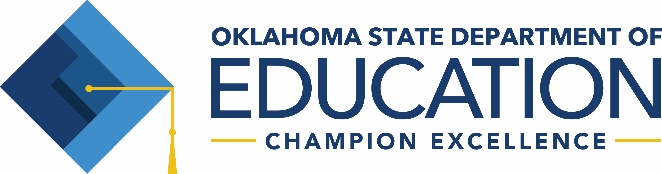 OKLAHOMA STATE DEPARTMENT OF
EDUCATION
CHAMPION EXCELLENCE